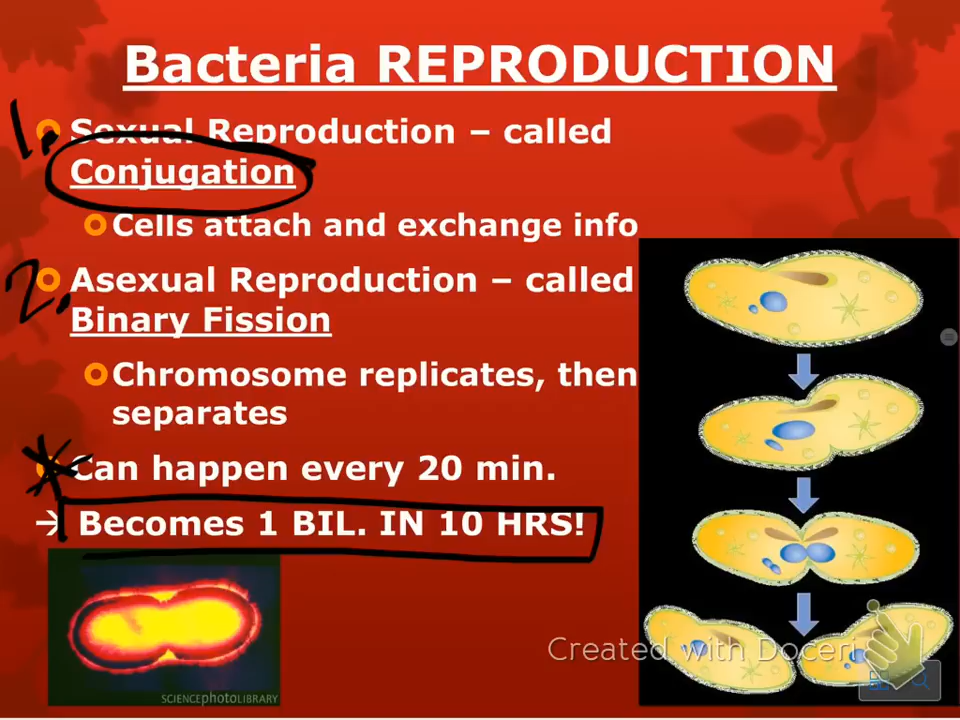 Bacteria REPRODUCTION
1.
Sexual Reproduction – called
Conjugation
Cells attach and exchange info
2.
Asexual Reproduction – called
Binary Fission
Chromosome replicates, then
separates
Can happen every 20 min.
→ Becomes 1 BIL. IN 10 HRS!
SCIENCEphotoLIBRARY
Created with Doceri